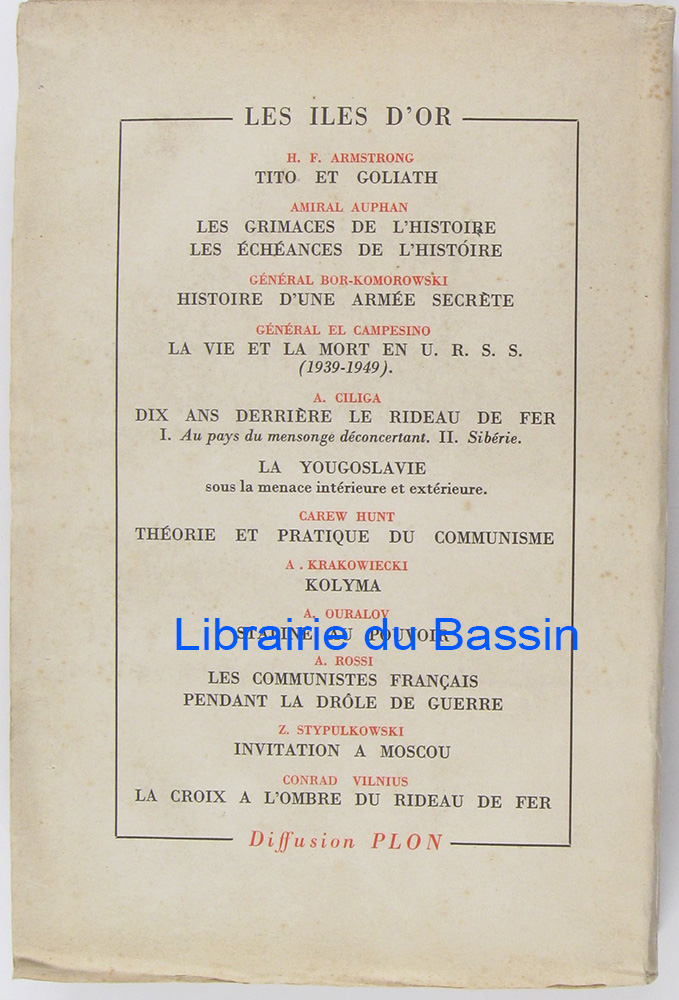 LES ILES D'OR
H. F. ARMSTRONG
TITO ET GOLIATH
AMIRAL AUPHAN
LES GRIMACES DE L'HISTOIRE
LES ÉCHÉANCES DE L'HISTÓIRE
GÉNÉRAL BOR-KOMOROWSKI
HISTOIRE D'UNE ARMÉE SECRÈTE
GÉNÉRAL EL CAMPESINO
LA VIE ET LA MORT EN U. R. S. S.
(1939-1949).
A. CILIGA
DIX ANS DERRIÈRE LE RIDEAU DE FER
I. Au pays du mensonge déconcertant. II. Sibérie.
LA YOUGOSLAVIE
sous la menace intérieure et extérieure.
CAREW HUNT
THÉORIE ET PRATIQUE DU COMMUNISME
A . KRAKOWIECKI
KOLYMA
A. OURALOV
STALINE AU POUVOIR
Librairie du Bassin
A. ROSSI
LES COMMUNISTES FRANÇAIS
PENDANT LA DRÔLE DE GUERRE
Z. STYPULKOWSKI
INVITATION A MOSCOU
CONRAD VILNIUS
LA CROIX A L'OMBRE DU RIDEAU DE FER
Diffusion PLON